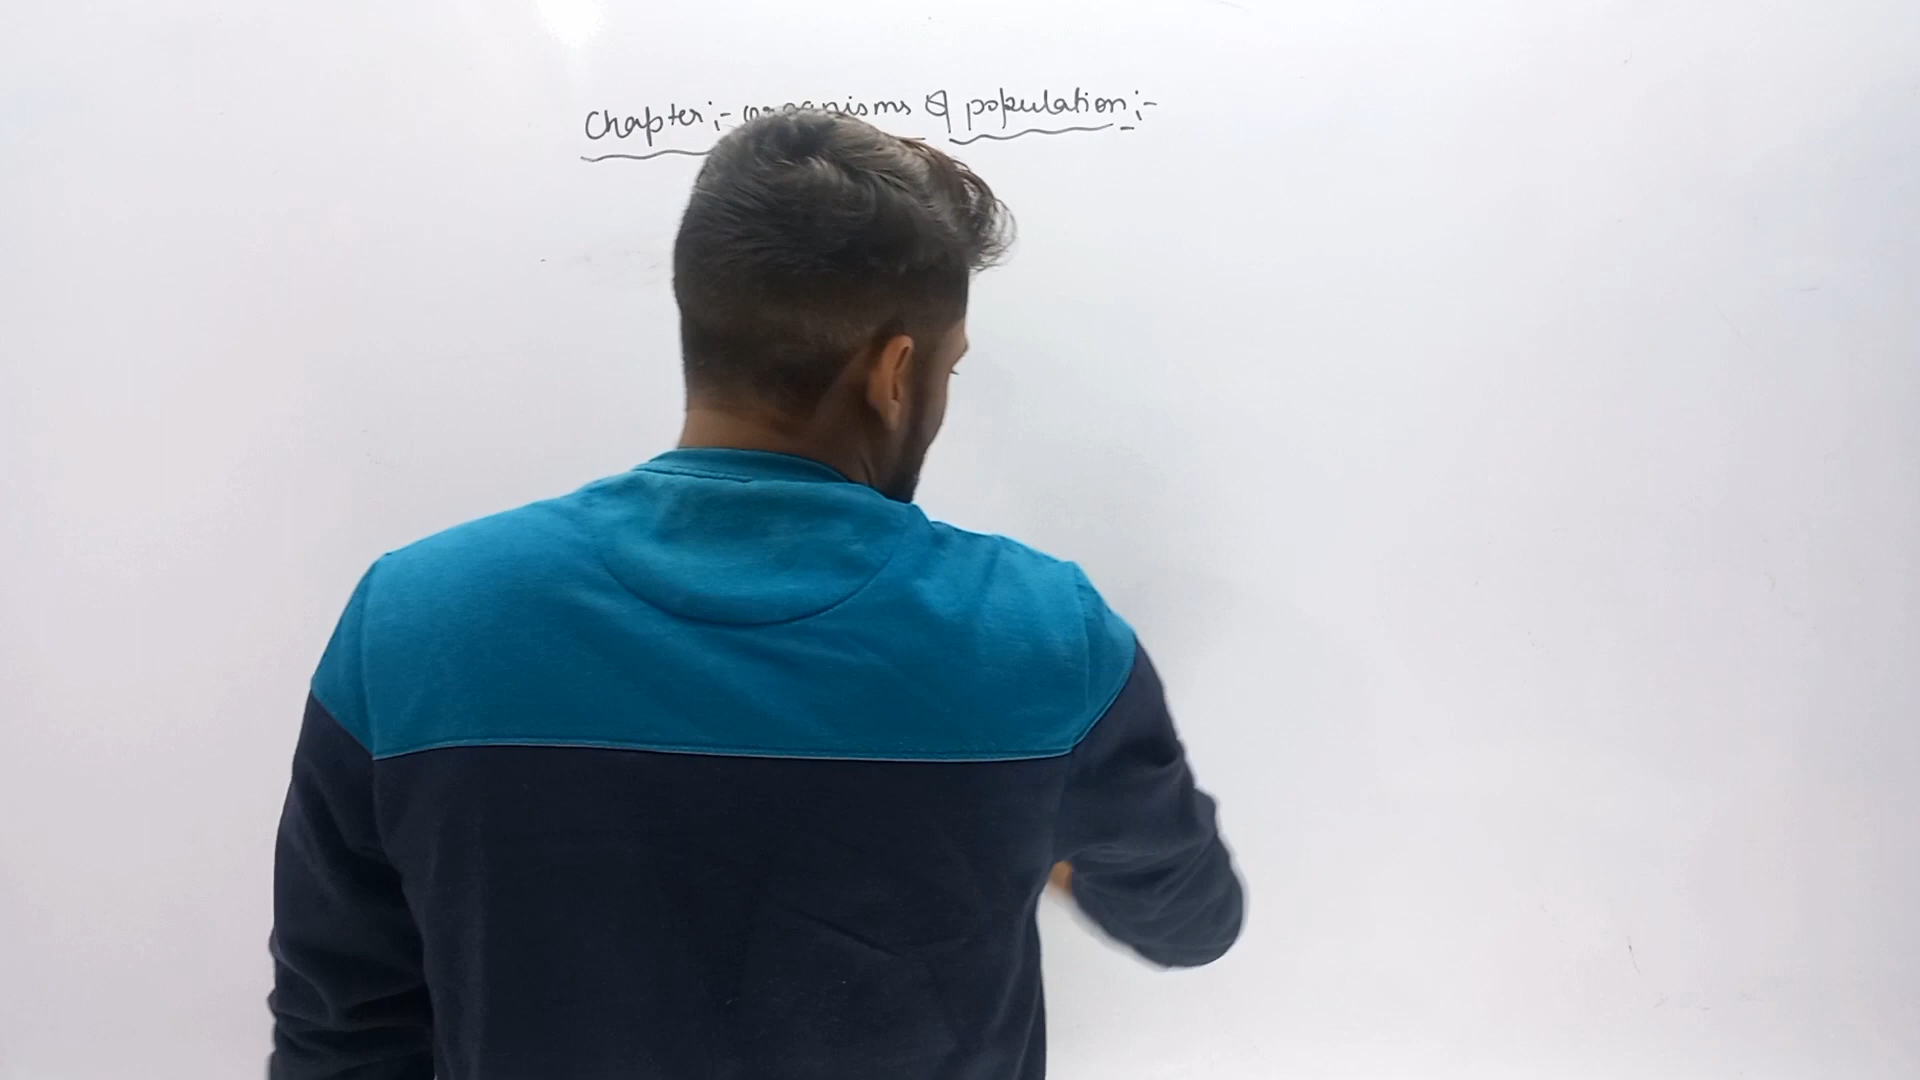 Chapter :- organisms & population :-